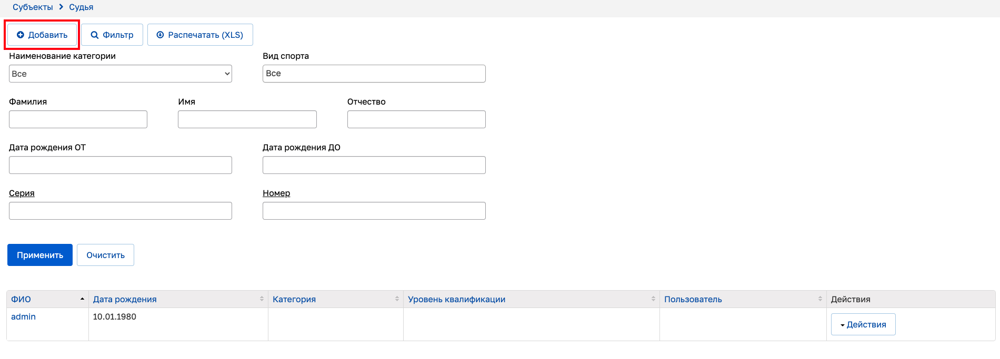 Субъекты Судья
Добавить Фильтр Распечатать (XLS)
Наименование категории Вид спорта
Все Все
Фамилия Имя Отчество
Дата рождения ОТ Дата рождения ДО
Серия Номер
Применить Очистить
ФИО Дата рождения Категория Уровень квалификации Пользователь Действия
admin 10.01.1980
Действия